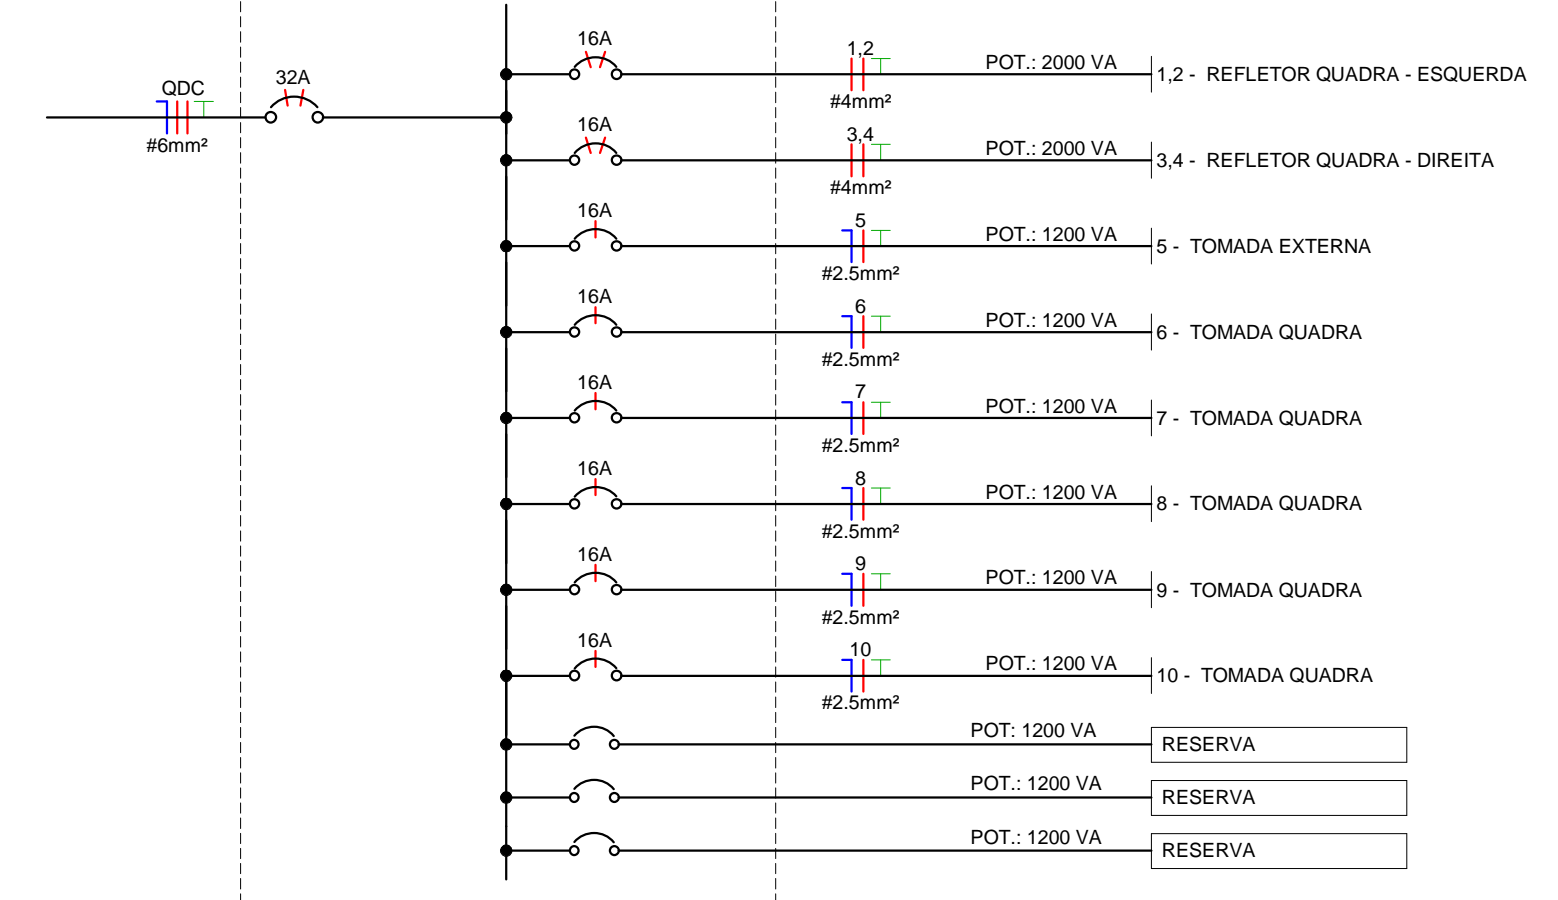 QDC
#6mm²
32A
16A
1,2
#4mm²
POT.: 2000 VA
1,2 - REFLETOR QUADRA - ESQUERDA
16A
3,4
#4mm²
POT.: 2000 VA
3,4 - REFLETOR QUADRA - DIREITA
16A
5
#2.5mm²
POT.: 1200 VA
5 - TOMADA EXTERNA
16A
6
#2.5mm²
POT.: 1200 VA
6 - TOMADA QUADRA
16A
7
#2.5mm²
POT.: 1200 VA
7 - TOMADA QUADRA
16A
8
#2.5mm²
POT.: 1200 VA
8 - TOMADA QUADRA
16A
9
#2.5mm²
POT.: 1200 VA
9 - TOMADA QUADRA
16A
10
#2.5mm²
POT.: 1200 VA
10 - TOMADA QUADRA
POT: 1200 VA
RESERVA
POT.: 1200 VA
RESERVA
POT.: 1200 VA
RESERVA